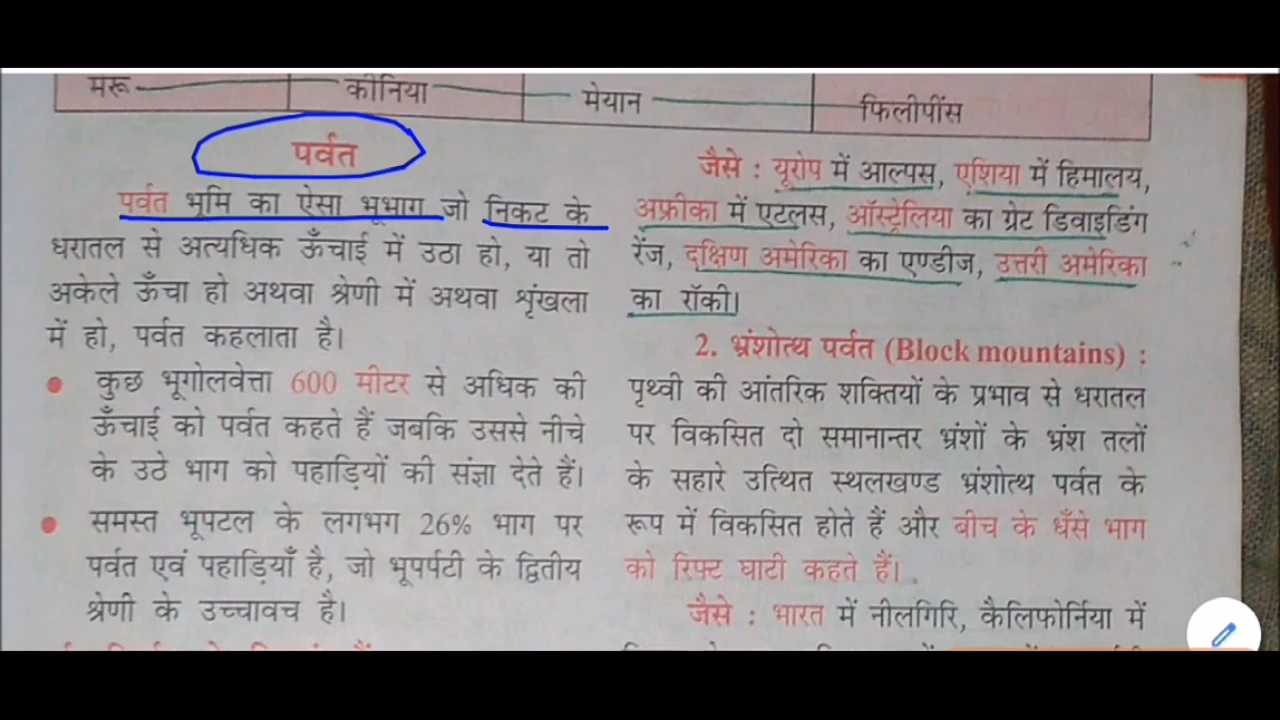 मेरू
कीनिया
मेयान
फिलीपींस
पर्वत
पर्वत भूमि का ऐसा भूभाग जो निकट के
धरातल से अत्यधिक ऊँचाई में उठा हो, या तो
अकेले ऊँचा हो अथवा श्रेणी में अथवा शृंखला
में हो, पर्वत कहलाता है।
• कुछ भूगोलवेत्ता 600 मीटर से अधिक की
ऊँचाई को पर्वत कहते हैं जबकि उससे नीचे
के उठे भाग को पहाड़ियों की संज्ञा देते हैं।
• समस्त भूपटल के लगभग 26% भाग पर
पर्वत एवं पहाड़ियाँ है, जो भूपर्पटी के द्वितीय
श्रेणी के उच्चावच है।
जैसे : यूरोप में आल्पस, एशिया में हिमालय,
अफ्रीका में एटलस, ऑस्ट्रेलिया का ग्रेट डिवाइडिंग
रेंज, दक्षिण अमेरिका का एण्डीज, उत्तरी अमेरिका
का रॉकी।
2. भ्रंशोत्थ पर्वत (Block mountains) :
पृथ्वी की आंतरिक शक्तियों के प्रभाव से धरातल
पर विकसित दो समानान्तर भ्रंशों के भ्रंश तलों
के सहारे उत्थित स्थलखण्ड भ्रंशोत्थ पर्वत के
रूप में विकसित होते हैं और बीच के धँसे भाग
को रिफ्ट घाटी कहते हैं।
जैसे : भारत में नीलगिरि, कैलिफोर्निया में